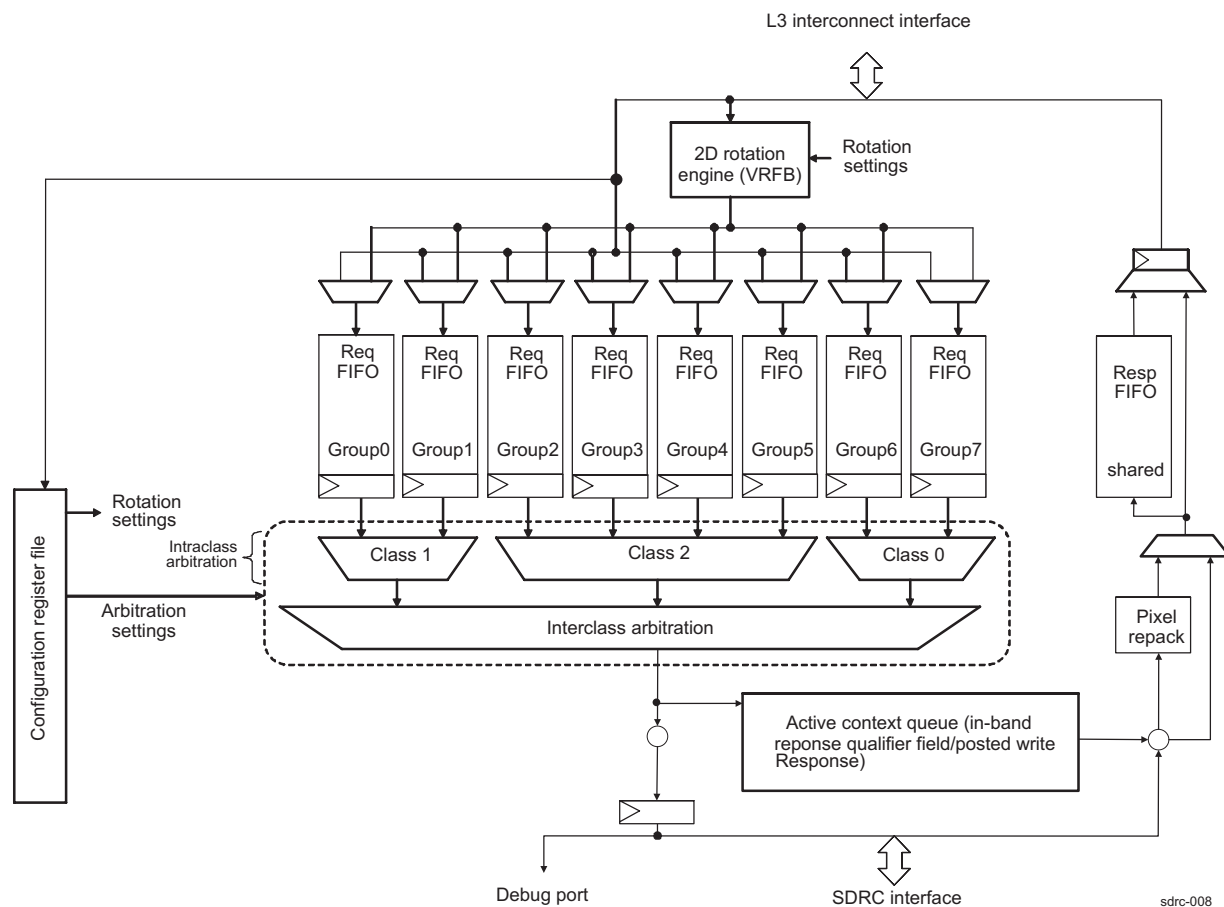 L3 interconnect interface
2D rotation
engine (VRFB)
Rotation
settings
Req
FIFO
Group0
Req
FIFO
Group1
Req
FIFO
Group2
Req
FIFO
Group3
Req
FIFO
Group4
Req
FIFO
Group5
Req
FIFO
Group6
Req
FIFO
Group7
Resp
FIFO
shared
Configuration register file
Rotation
settings
Intraclass
arbitration
Arbitration
settings
Class 1
Class 2
Class 0
Interclass arbitration
Pixel
repack
Active context queue (in-band
reponse qualifier field/posted write
Response)
Debug port
SDRC interface
sdrc-008